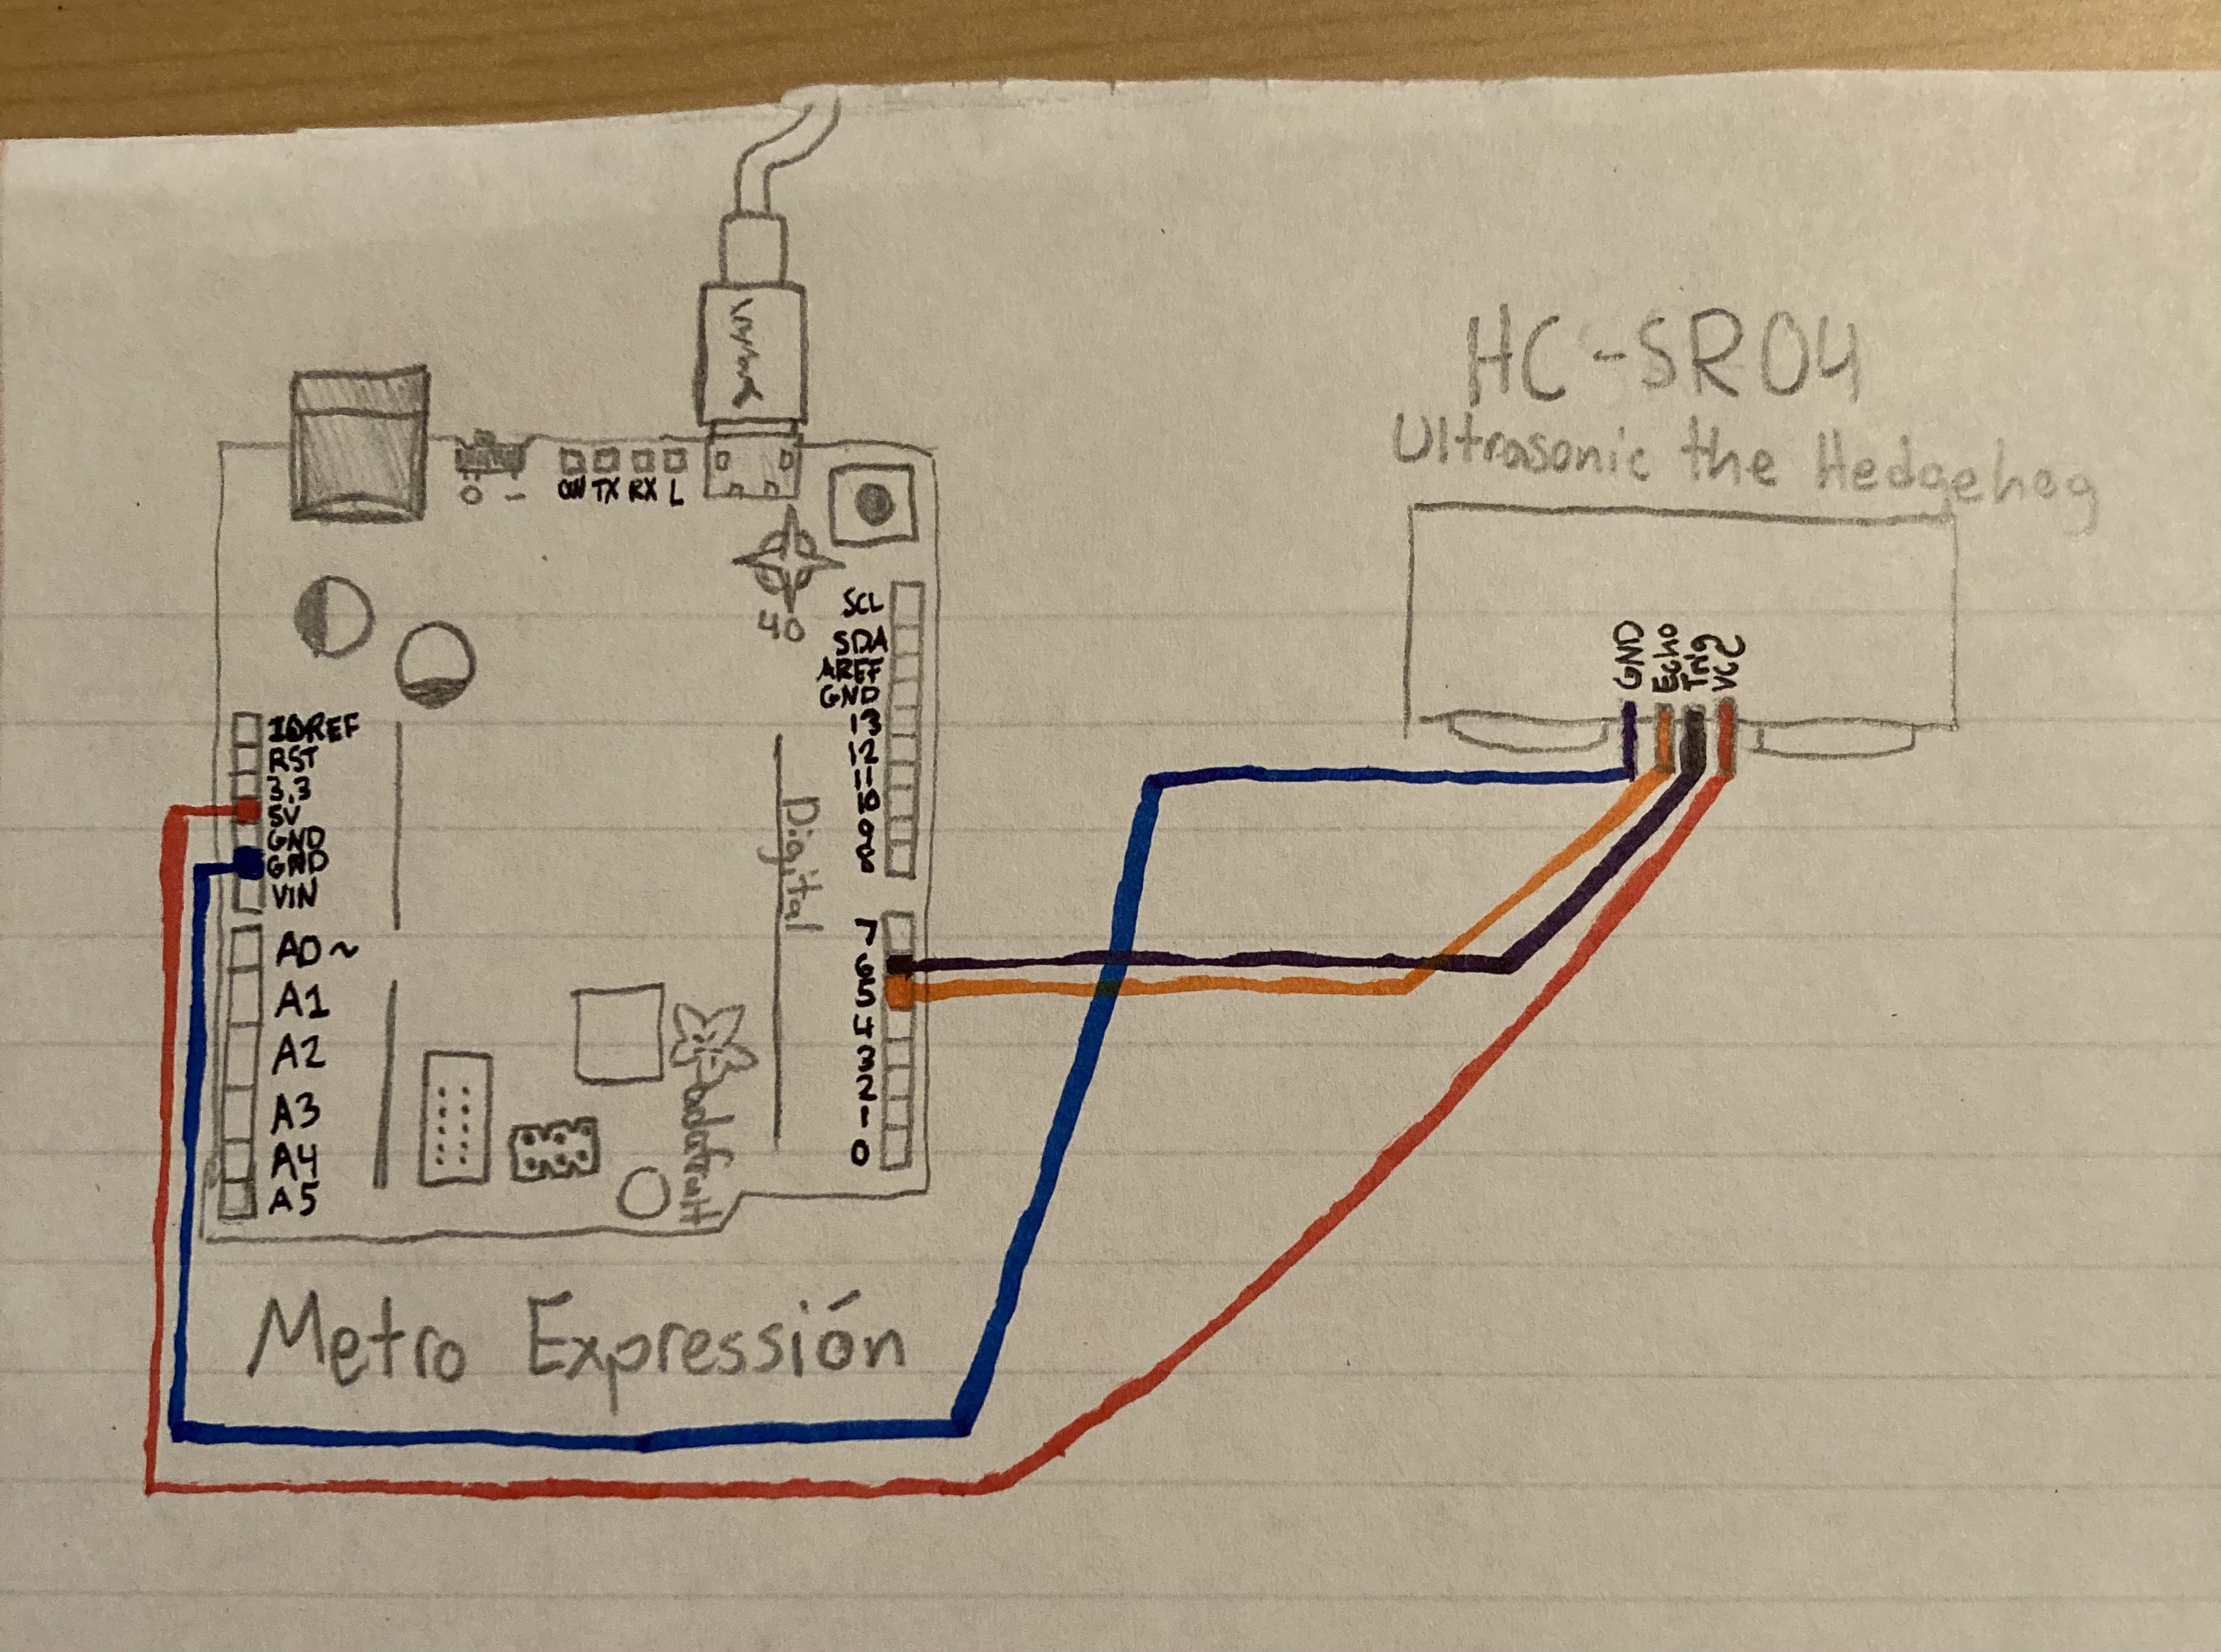 HC-SR04
Ultrasonic the Hedgehog
GND
Echo
Trig
VCC
ON TX RX L
O -
40
SCL
SDA
AREF
GND
13
12
11
10
9
8
7
6
5
4
3
2
1
0
Digital
IOREF
RST
3.3
5V
GND
GND
VIN
A0~
A1
A2
A3
A4
A5
adafruit
Metro Expressión